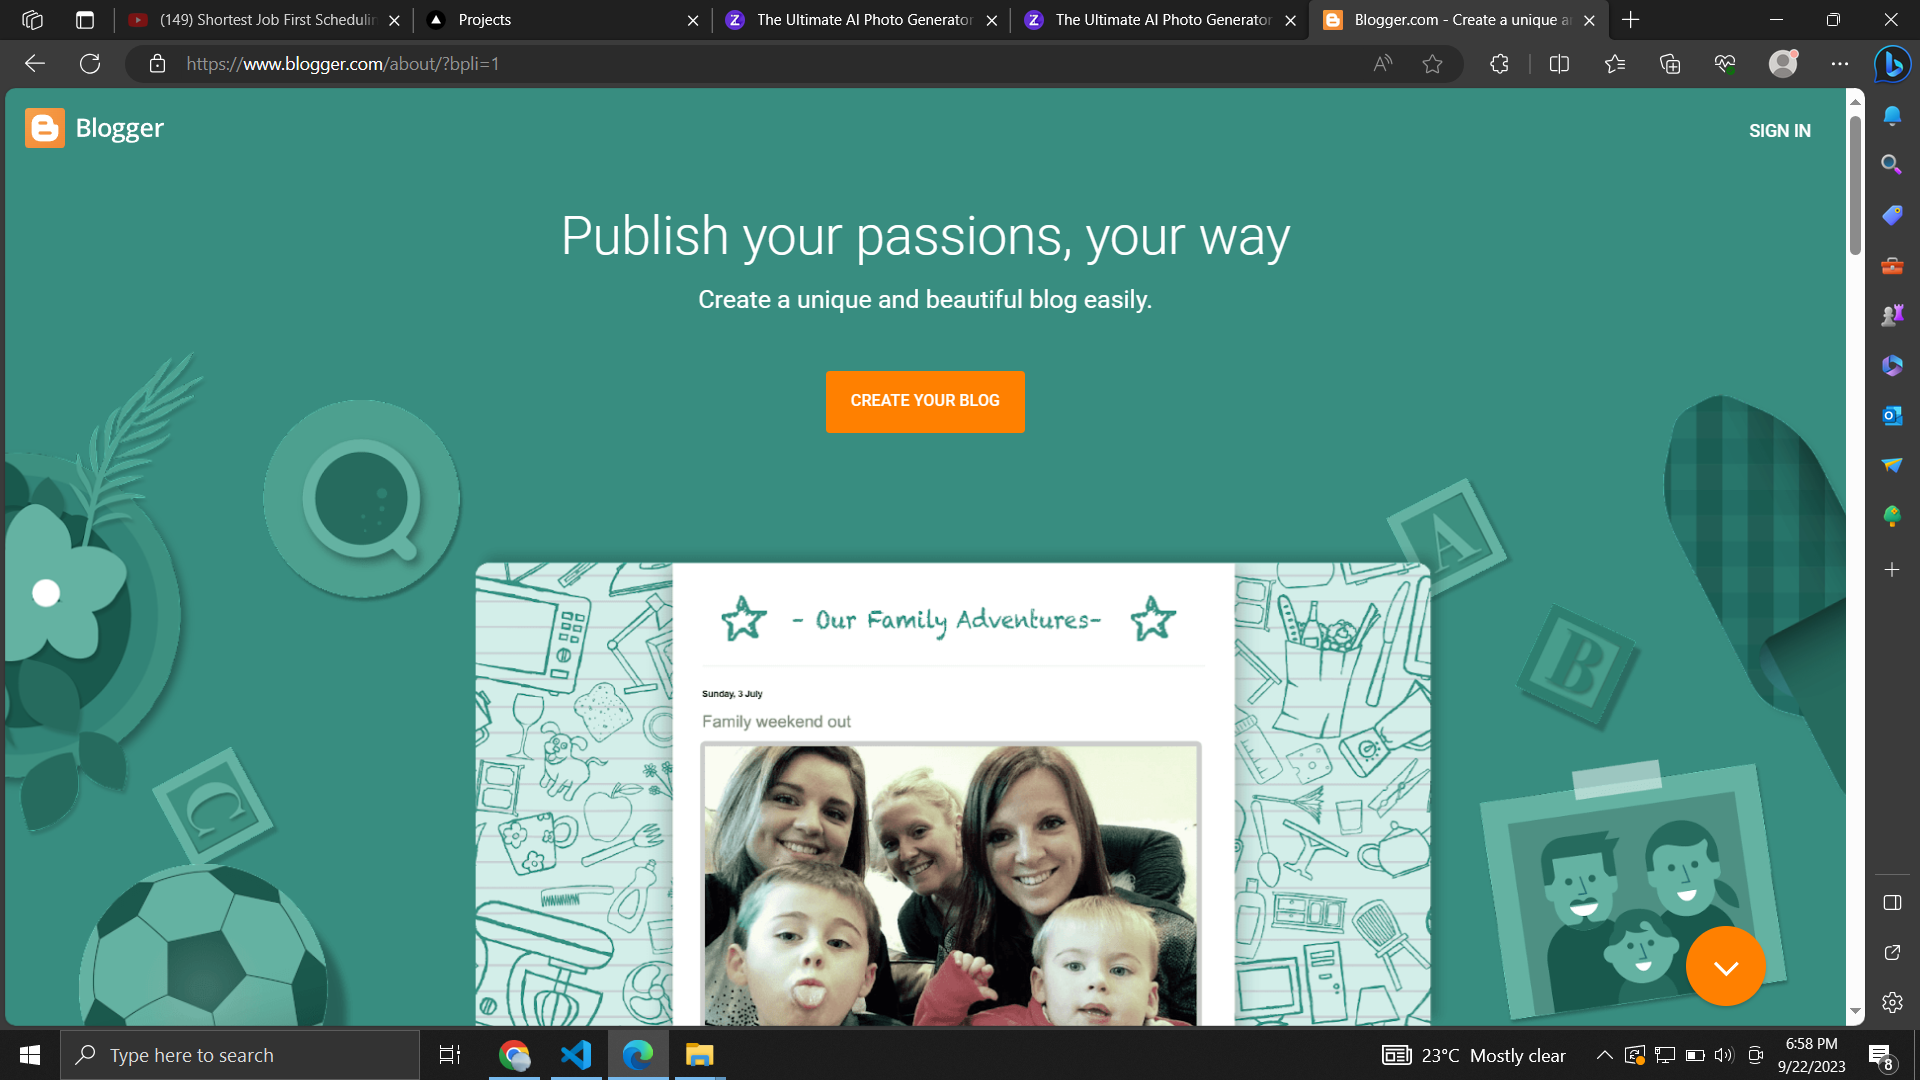 (149) Shortest Job First Schedulin
Projects
The Ultimate AI Photo Generator
The Ultimate AI Photo Generator
Blogger.com - Create a unique a
https://www.blogger.com/about/?bpli=1
Blogger
SIGN IN
Publish your passions, your way
Create a unique and beautiful blog easily.
CREATE YOUR BLOG
A
B
C
- Our Family Adventures-
Sunday, 3 July
Family weekend out
Type here to search
23°C Mostly clear
6:58 PM
9/22/2023
8